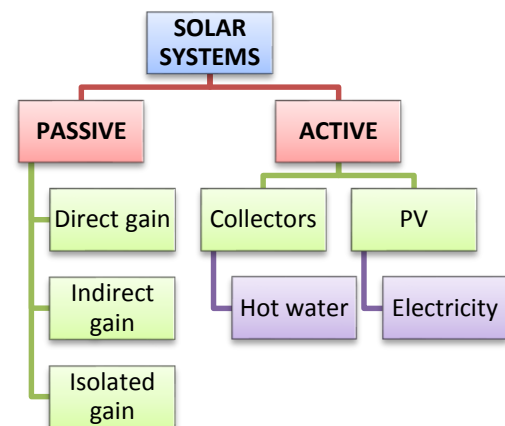 SOLAR
SYSTEMS
PASSIVE
ACTIVE
Direct gain
Indirect
gain
Isolated
gain
Collectors
PV
Hot water
Electricity